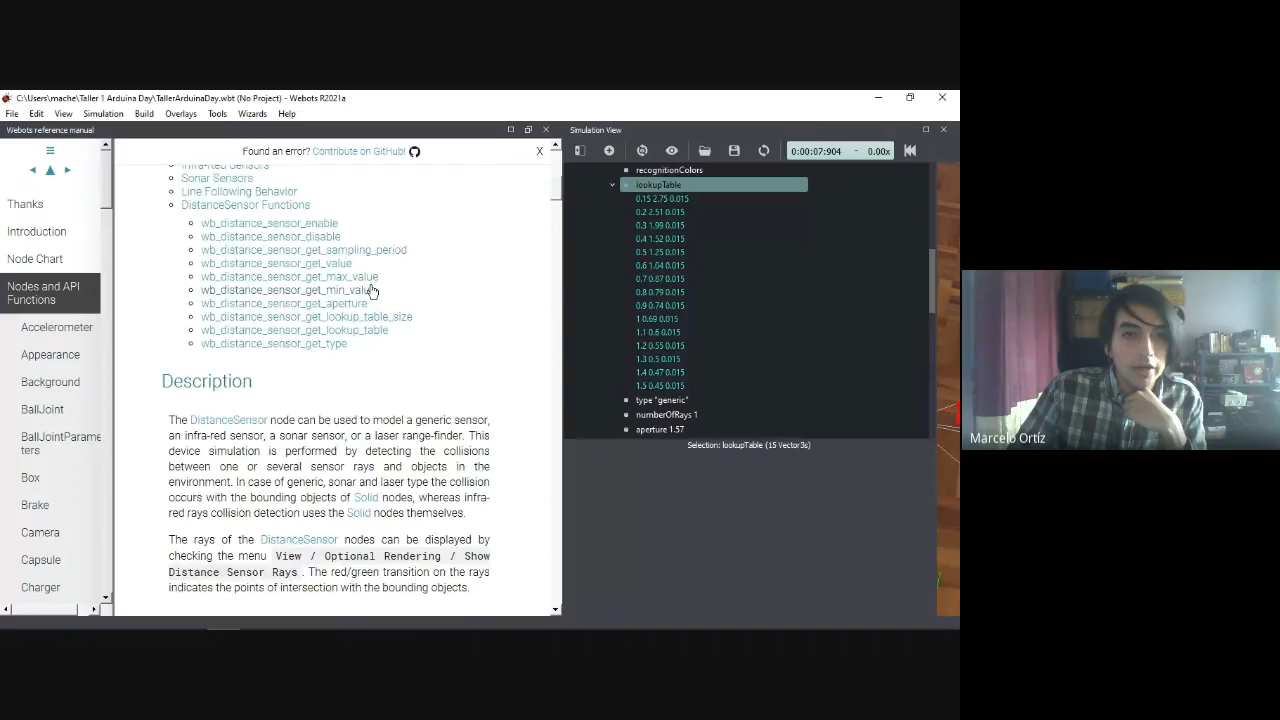 C:\Users\mache\Taller 1 Arduina Day\TallerArduinaDay.wbt (No Project) - Webots R2021a
File Edit View Simulation Build Overlays Tools Wizards Help
Webots reference manual
Found an error? Contribute on GitHub!
X
Thanks
Introduction
Node Chart
Nodes and API
Functions
Accelerometer
Appearance
Background
BallJoint
BallJointParame
ters
Box
Brake
Camera
Capsule
Charger
Infra-Red Sensors
Sonar Sensors
Line Following Behavior
DistanceSensor Functions
wb_distance_sensor_enable
wb_distance_sensor_disable
wb_distance_sensor_get_sampling_period
wb_distance_sensor_get_value
wb_distance_sensor_get_max_value
wb_distance_sensor_get_min_value
wb_distance_sensor_get_aperture
wb_distance_sensor_get_lookup_table_size
wb_distance_sensor_get_lookup_table
wb_distance_sensor_get_type
Description
The DistanceSensor node can be used to model a generic sensor,
an infra-red sensor, a sonar sensor, or a laser range-finder. This
device simulation is performed by detecting the collisions
between one or several sensor rays and objects in the
environment. In case of generic, sonar and laser type the collision
occurs with the bounding objects of Solid nodes, whereas infra-
red rays collision detection uses the Solid nodes themselves.
The rays of the DistanceSensor nodes can be displayed by
checking the menu View / Optional Rendering / Show
Distance Sensor Rays. The red/green transition on the rays
indicates the points of intersection with the bounding objects.
Simulation View
0:00:07:904 - 0.00x
recognitionColors
lookupTable
0.15 2.75 0.015
0.2 2.51 0.015
0.3 1.99 0.015
0.4 1.52 0.015
0.5 1.25 0.015
0.6 1.04 0.015
0.7 0.87 0.015
0.8 0.79 0.015
0.9 0.74 0.015
1 0.69 0.015
1.1 0.6 0.015
1.2 0.55 0.015
1.3 0.5 0.015
1.4 0.47 0.015
1.5 0.45 0.015
type "generic"
numberOfRays 1
aperture 1.57
Selection: lookupTable (15 Vector3s)
Marcelo Ortíz